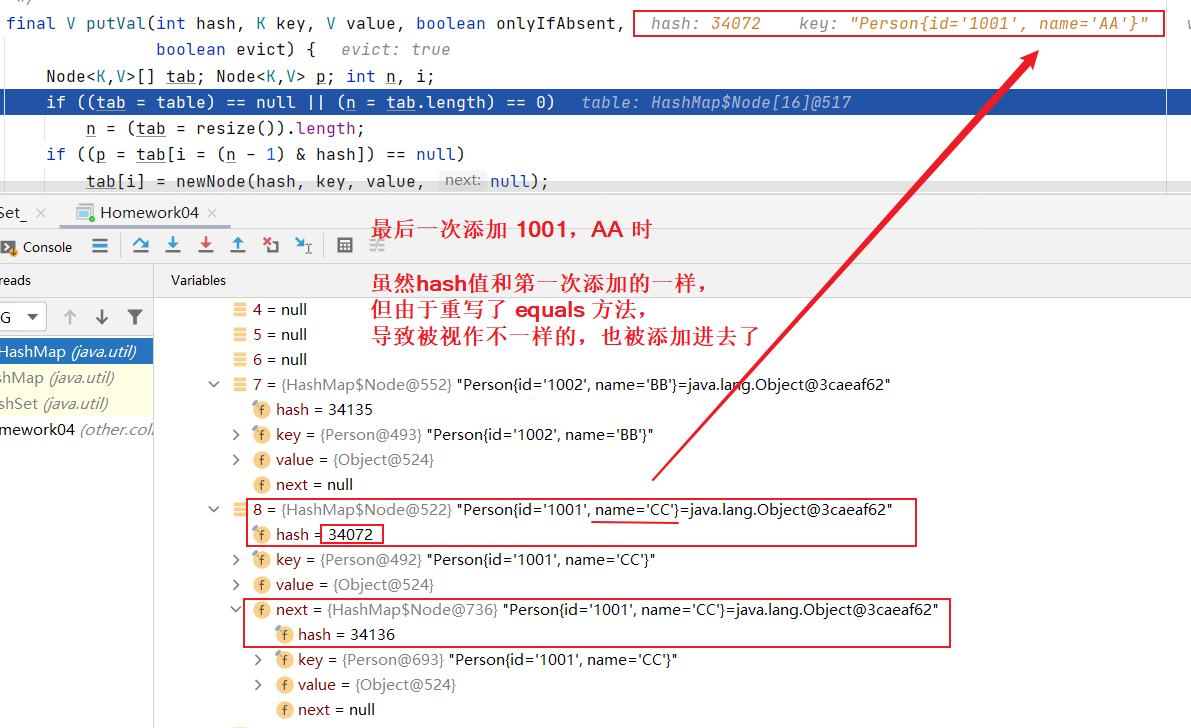 final V putVal(int hash, K key, V value, boolean onlyIfAbsent, hash: 34072 key: "Person{id='1001', name='AA'}"
boolean evict) { evict: true
Node<K,V>[] tab; Node<K,V> p; int n, i;
if ((tab = table) == null || (n = tab.length) == 0) table: HashMap$Node[16]@517
n = (tab = resize()).length;
if ((p = tab[i = (n - 1) & hash]) == null)
tab[i] = newNode(hash, key, value, next: null);
Set_
Homework04
最后一次添加 1001，AA 时
Console
虽然hash值和第一次添加的一样，
但由于重写了 equals 方法，
导致被视作不一样的，也被添加进去了
reads
Variables
G
HashMap (java.util)
shMap (java.util)
shSet (java.util)
mework04 (other.coll
4 = null
5 = null
6 = null
7 = {HashMap$Node@552} "Person{id='1002', name='BB'}=java.lang.Object@3caeaf62"
hash = 34135
key = {Person@493} "Person{id='1002', name='BB'}"
value = {Object@524}
next = null
8 = {HashMap$Node@522} "Person{id='1001', name='CC'}=java.lang.Object@3caeaf62"
hash = 34072
key = {Person@492} "Person{id='1001', name='CC'}"
value = {Object@524}
next = {HashMap$Node@736} "Person{id='1001', name='CC'}=java.lang.Object@3caeaf62"
hash = 34136
key = {Person@693} "Person{id='1001', name='CC'}"
value = {Object@524}
next = null